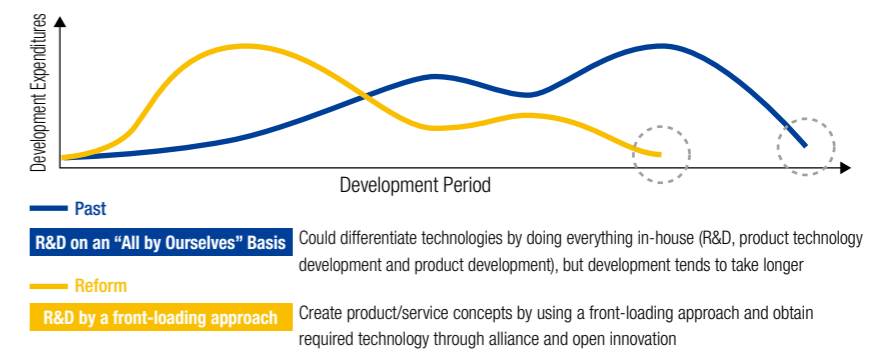 Development Expenditures
Development Period
Past
R&D on an “All by Ourselves” Basis
Could differentiate technologies by doing everything in-house (R&D, product technology
development and product development), but development tends to take longer
Reform
R&D by a front-loading approach
Create product/service concepts by using a front-loading approach and obtain
required technology through alliance and open innovation